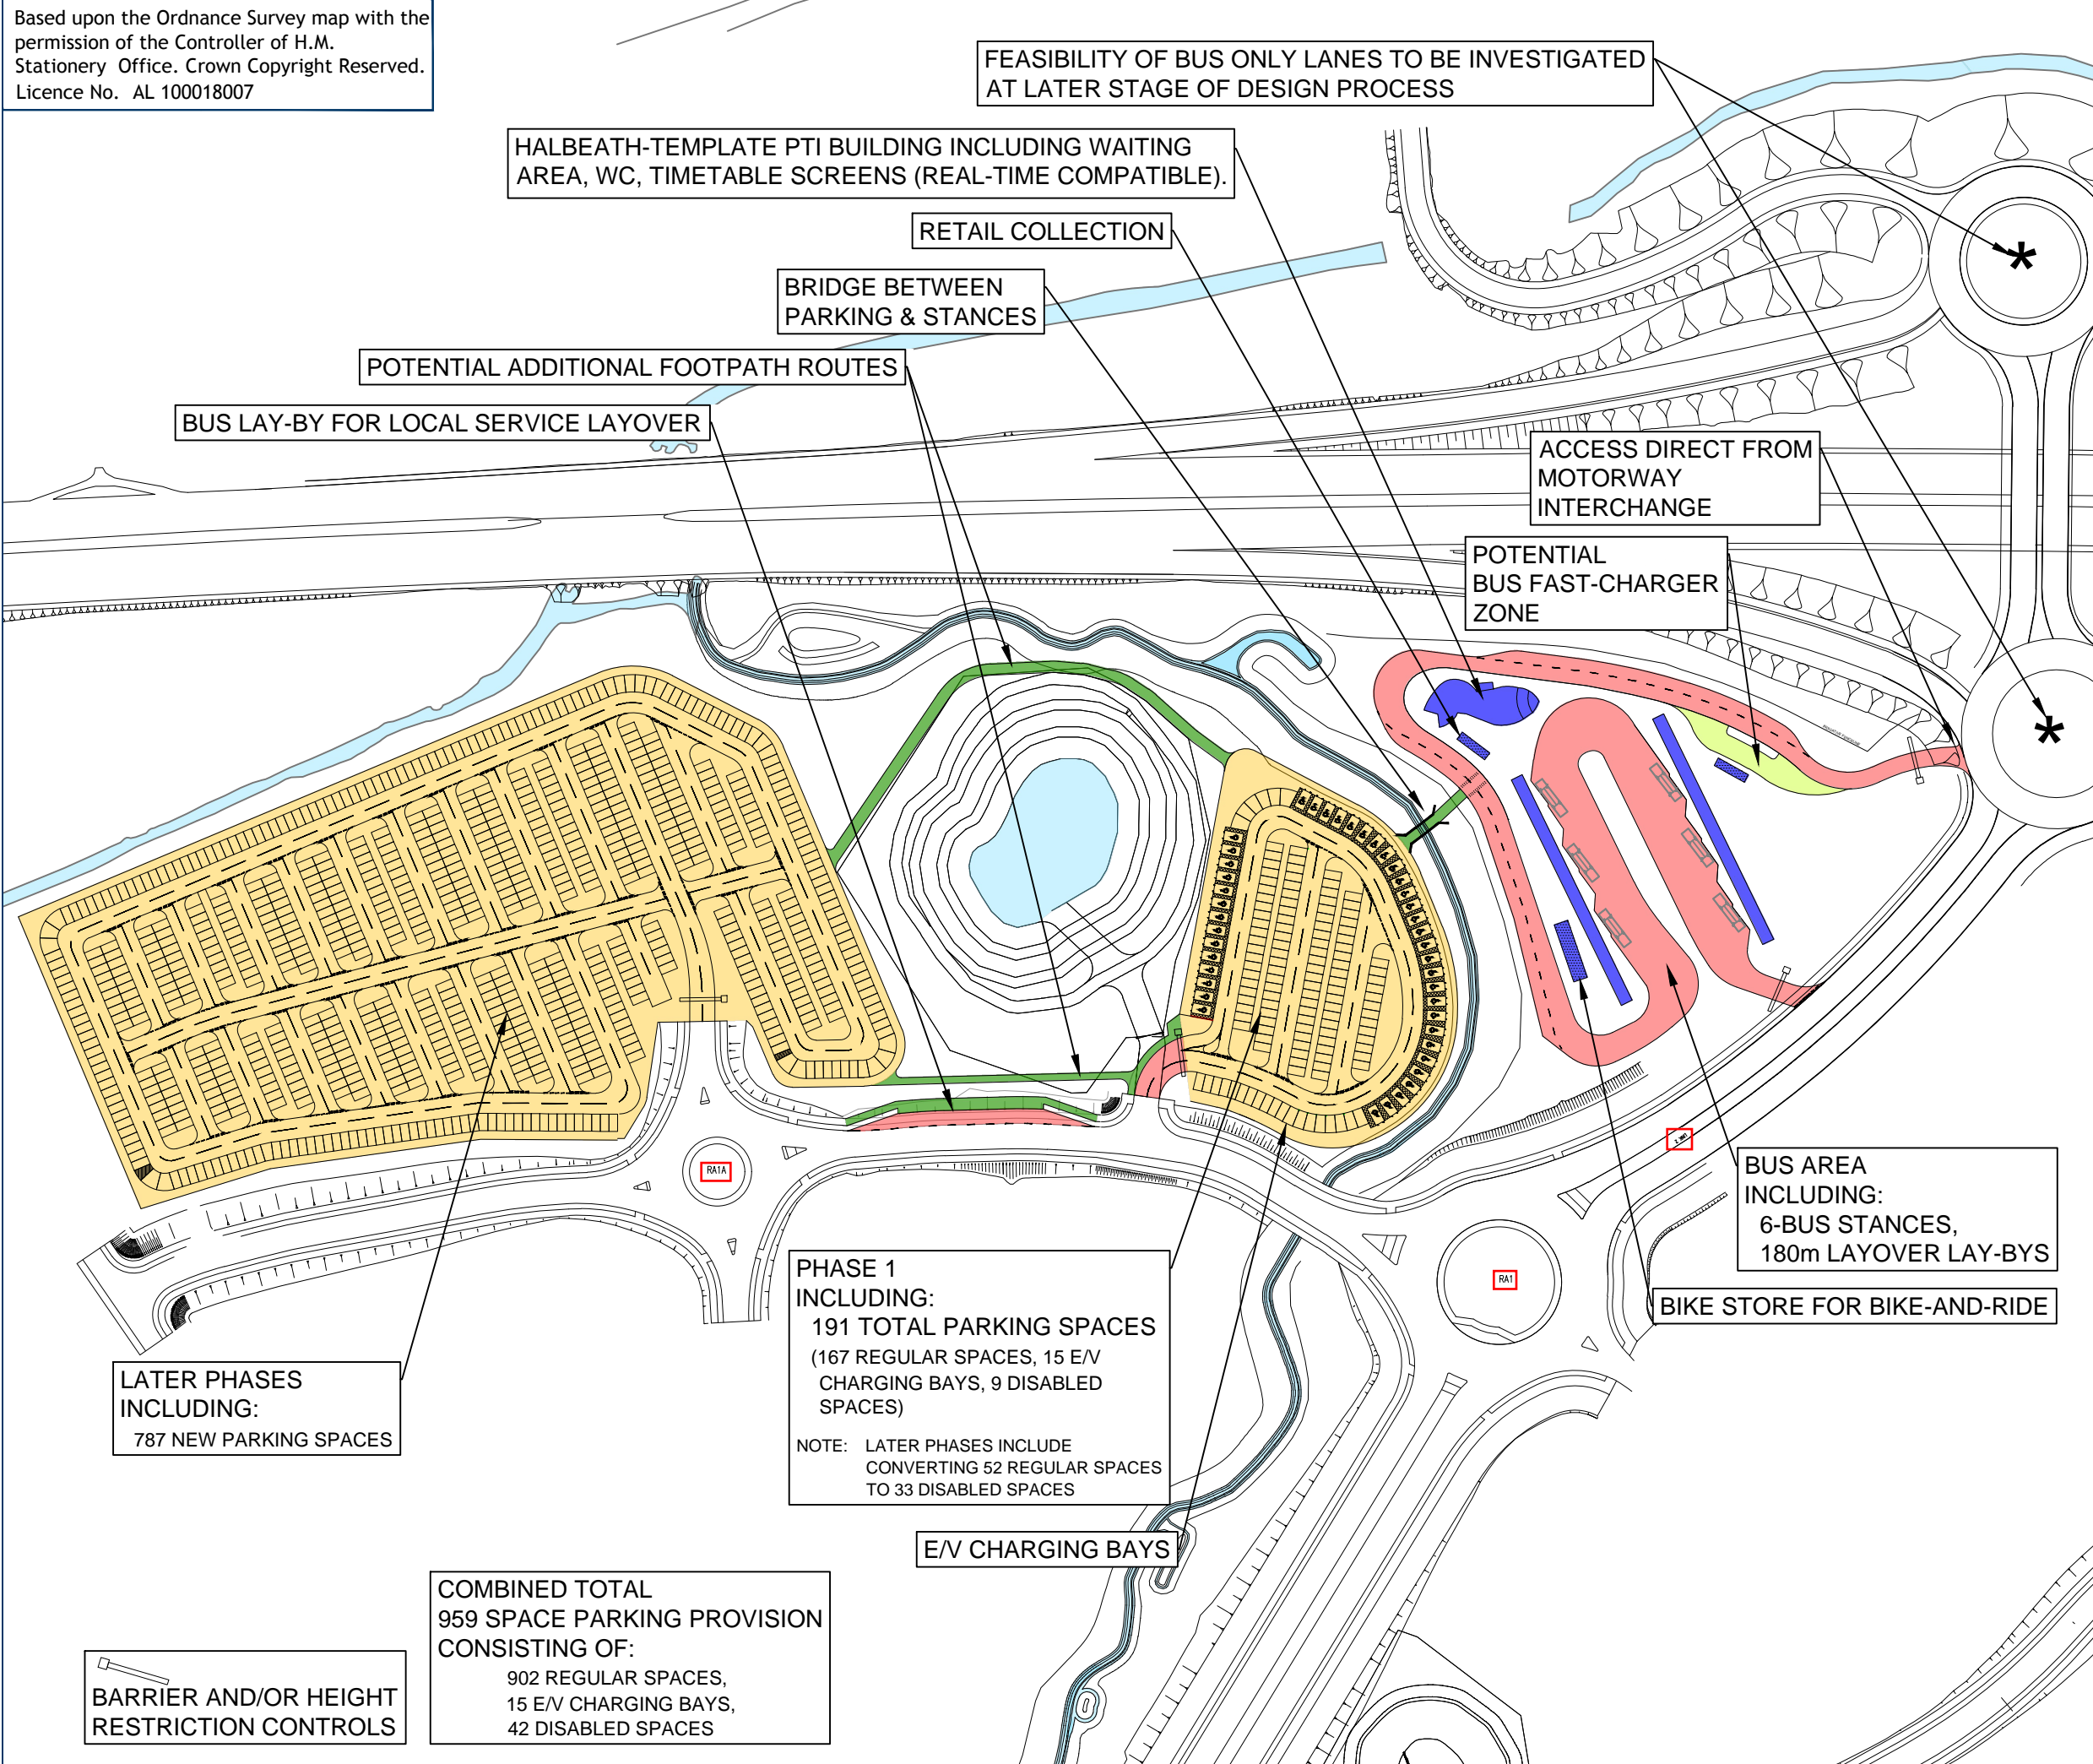 Based upon the Ordnance Survey map with the
permission of the Controller of H.M.
Stationery Office. Crown Copyright Reserved.
Licence No. AL 100018007
FEASIBILITY OF BUS ONLY LANES TO BE INVESTIGATED
AT LATER STAGE OF DESIGN PROCESS
HALBEATH-TEMPLATE PTI BUILDING INCLUDING WAITING
AREA, WC, TIMETABLE SCREENS (REAL-TIME COMPATIBLE).
RETAIL COLLECTION
BRIDGE BETWEEN
PARKING & STANCES
POTENTIAL ADDITIONAL FOOTPATH ROUTES
BUS LAY-BY FOR LOCAL SERVICE LAYOVER
ACCESS DIRECT FROM
MOTORWAY
INTERCHANGE
POTENTIAL
BUS FAST-CHARGER
ZONE
*
*
RA1A
RA1
BUS AREA
INCLUDING:
6-BUS STANCES,
180m LAYOVER LAY-BYS
BIKE STORE FOR BIKE-AND-RIDE
PHASE 1
INCLUDING:
191 TOTAL PARKING SPACES
(167 REGULAR SPACES, 15 E/V
CHARGING BAYS, 9 DISABLED
SPACES)
NOTE: LATER PHASES INCLUDE
CONVERTING 52 REGULAR SPACES
TO 33 DISABLED SPACES
LATER PHASES
INCLUDING:
787 NEW PARKING SPACES
E/V CHARGING BAYS
COMBINED TOTAL
959 SPACE PARKING PROVISION
CONSISTING OF:
902 REGULAR SPACES,
15 E/V CHARGING BAYS,
42 DISABLED SPACES
BARRIER AND/OR HEIGHT
RESTRICTION CONTROLS